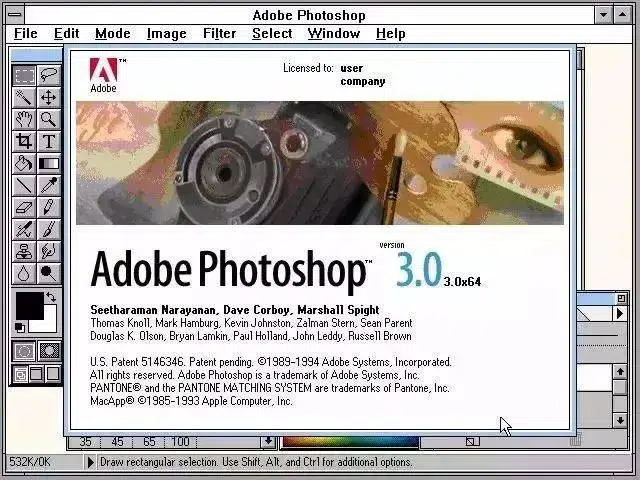 Adobe Photoshop
File Edit Mode Image Filter Select Window Help
Adobe™
Licensed to: user
company
version
Adobe Photoshop™ 3.0 3.0x64
Seetharaman Narayanan, Dave Corboy, Marshall Spight
Thomas Knoll, Mark Hamburg, Kevin Johnston, Zalman Stern, Sean Parent
Douglas K. Olson, Bryan Lamkin, Paul Holland, John Leddy, Russell Brown
U.S. Patent 5146346. Patent pending. ©1989-1994 Adobe Systems, Incorporated.
All rights reserved. Adobe Photoshop is a trademark of Adobe Systems, Inc.
PANTONE® and the PANTONE MATCHING SYSTEM are trademarks of Pantone, Inc.
MacApp® ©1985-1993 Apple Computer, Inc.
35 45 65 100
532K/0K Draw rectangular selection. Use Shift, Alt, and Ctrl for additional options.